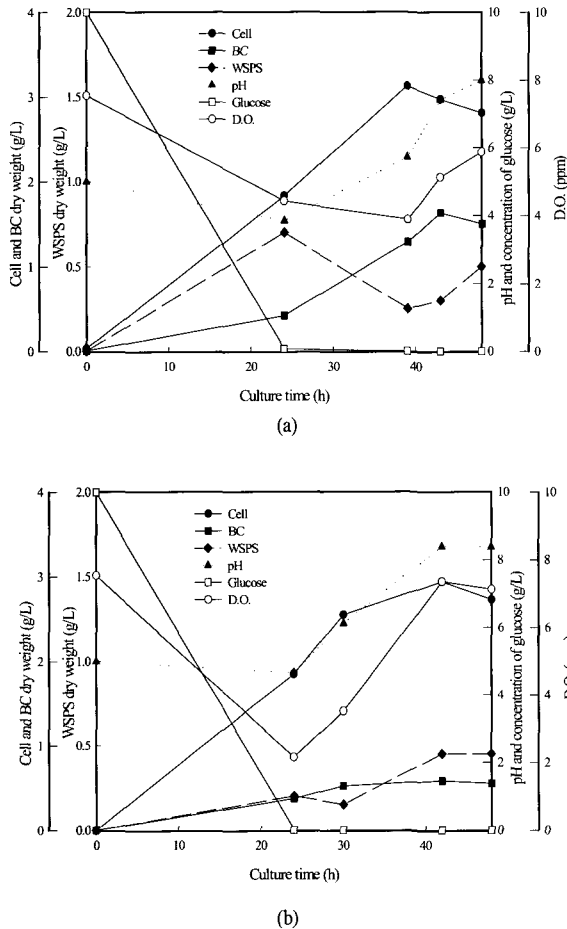 4
3
2
1
0
Cell and BC dry weight (g/L)
2.0
1.5
1.0
0.5
0.0
WSPS dry weight (g/L)
Cell
BC
WSPS
pH
Glucose
D.O.
10
8
6
4
2
0
pH and concentration of glucose (g/L)
10
8
6
4
2
0
D.O. (ppm)
0 10 20 30 40
Culture time (h)
(a)
4
3
2
1
0
Cell and BC dry weight (g/L)
2.0
1.5
1.0
0.5
0.0
WSPS dry weight (g/L)
Cell
BC
WSPS
pH
Glucose
D.O.
10
8
6
4
2
0
pH and concentration of glucose (g/L)
10
8
6
4
2
0
0 10 20 30 40
Culture time (h)
(b)